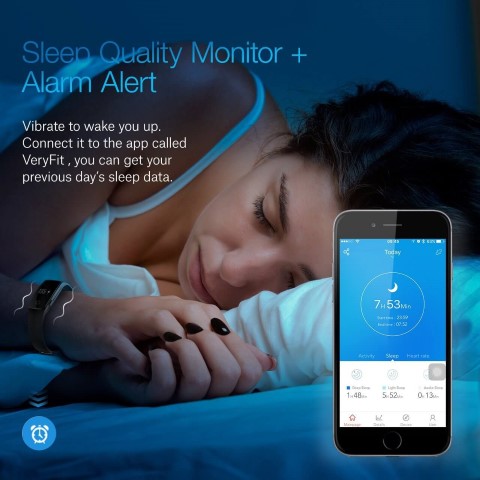 Sleep Quality Monitor +
Alarm Alert
Vibrate to wake you up.
Connect it to the app called
VeryFit , you can get your
previous day's sleep data.
Today
7H 53Min
Activity Sleep Heart rate
Deep Sleep Light Sleep Awake Sleep
1H48Min 5H52Min 0H13Min